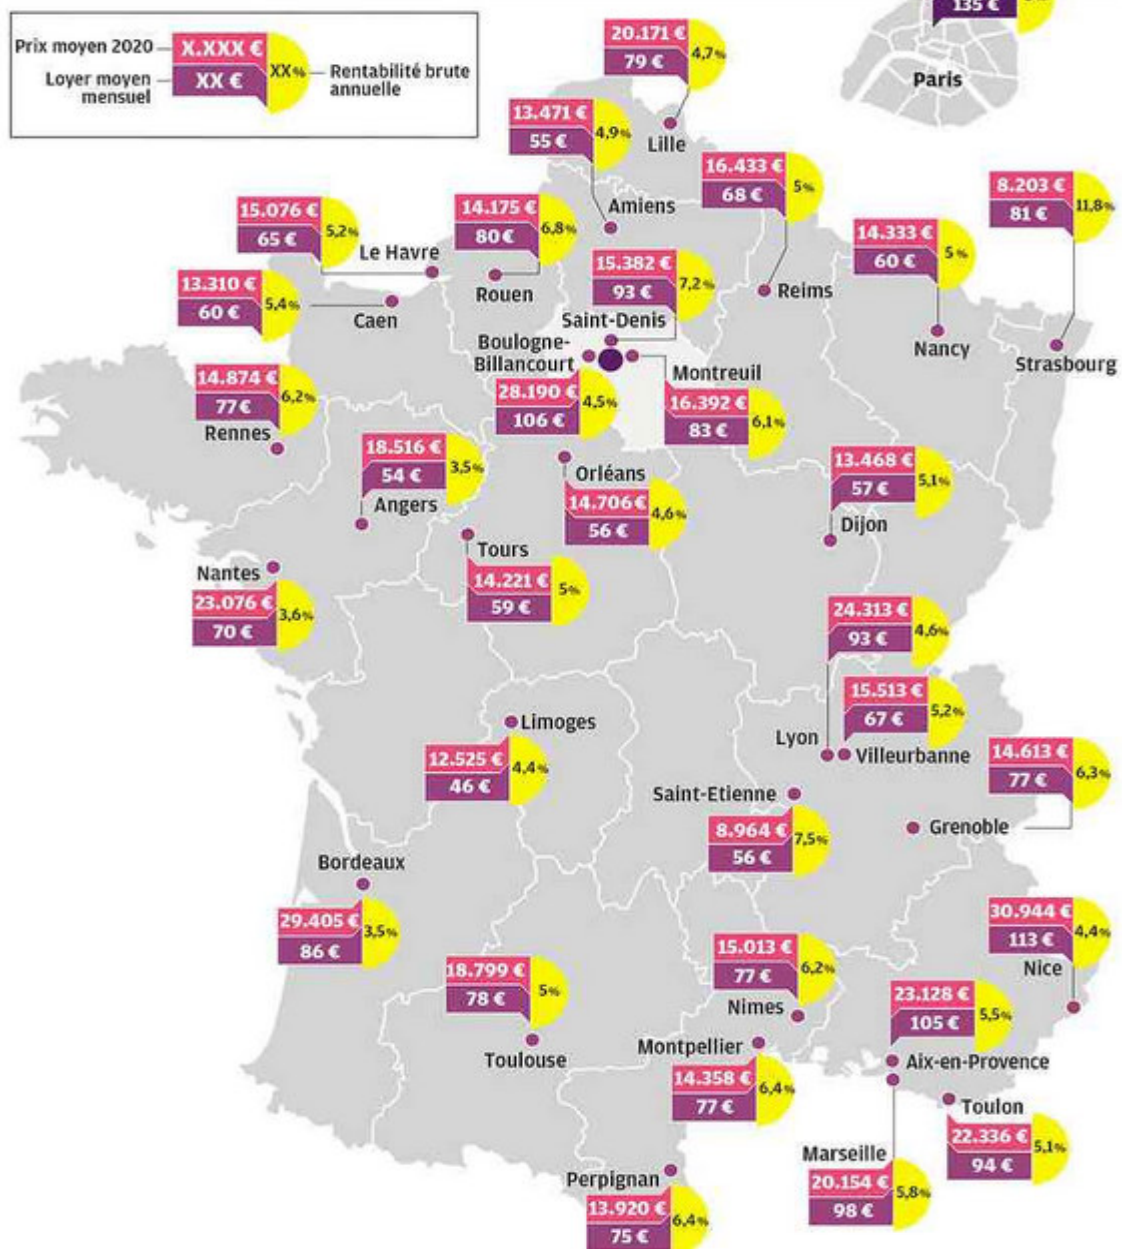 Prix moyen 2020
X.XXX €
XX €
XX%
Loyer moyen
mensuel
Rentabilité brute
annuelle
135 €
Paris
20.171 €
79 €
4,7%
Lille
13.471 €
55 €
4,9%
Amiens
16.433 €
68 €
5%
Reims
8.203 €
81 €
11,8%
Strasbourg
15.076 €
65 €
5,2%
Le Havre
14.175 €
80 €
6,8%
Rouen
14.333 €
60 €
5%
Nancy
13.310 €
60 €
5,4%
Caen
15.382 €
93 €
7,2%
Saint-Denis
Boulogne-
Billancourt
28.190 €
106 €
4,5%
Montreuil
16.392 €
83 €
6,1%
14.874 €
77 €
6,2%
Rennes
18.516 €
54 €
3,5%
Angers
Orléans
14.706 €
56 €
4,6%
13.468 €
57 €
5,1%
Dijon
Tours
14.221 €
59 €
5%
Nantes
23.076 €
70 €
3,6%
24.313 €
93 €
4,6%
Lyon
15.513 €
67 €
5,2%
Villeurbanne
Limoges
12.525 €
46 €
4,4%
14.613 €
77 €
6,3%
Grenoble
Saint-Etienne
8.964 €
56 €
7,5%
Bordeaux
29.405 €
86 €
3,5%
30.944 €
113 €
4,4%
Nice
15.013 €
77 €
6,2%
Nimes
18.799 €
78 €
5%
Toulouse
23.128 €
105 €
5,5%
Aix-en-Provence
Montpellier
14.358 €
77 €
6,4%
Toulon
22.336 €
94 €
5,1%
Marseille
20.154 €
98 €
5,8%
Perpignan
13.920 €
75 €
6,4%